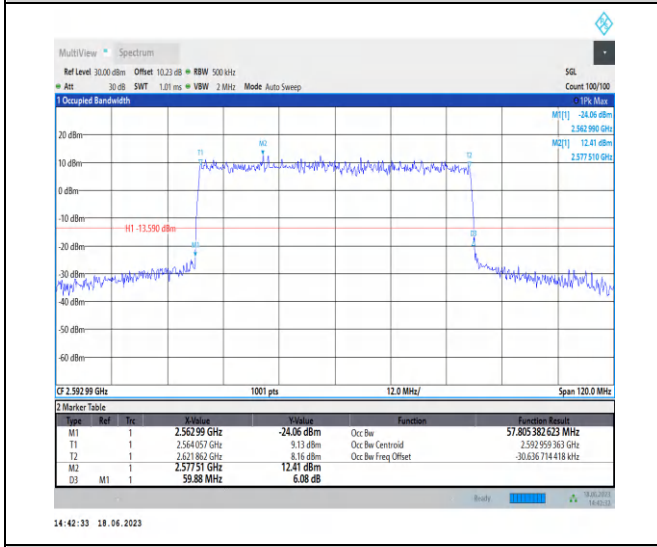 MultiView Spectrum
Ref Level 30.00 dBm Offset 10.23 dB RBW 500 kHz SGL
Att 30 dB SWT 1.01 ms VBW 2 MHz Mode Auto Sweep Count 100/100
1 Occupied Bandwidth 1Pk Max
M1[1] -24.06 dBm
2.562 990 GHz
M2[1] 12.41 dBm
2.577 510 GHz
20 dBm
T1
M2
T2
10 dBm
0 dBm
-10 dBm
H1 -13.590 dBm
-20 dBm
M1
D3
-30 dBm
-40 dBm
-50 dBm
-60 dBm
CF 2.592 99 GHz 1001 pts 12.0 MHz/ Span 120.0 MHz
2 Marker Table
Type Ref Trc X-Value Y-Value Function Function Result
M1 1 2.562 99 GHz -24.06 dBm Occ Bw 57.805 382 623 MHz
T1 1 2.564 057 GHz 9.13 dBm Occ Bw Centroid 2.592 959 363 GHz
T2 1 2.621 862 GHz 8.16 dBm Occ Bw Freq Offset -30.636 714 418 kHz
M2 1 2.577 51 GHz 12.41 dBm
D3 M1 1 59.88 MHz 6.08 dB
Ready 18.06.2023
14:42:33
14:42:33 18.06.2023